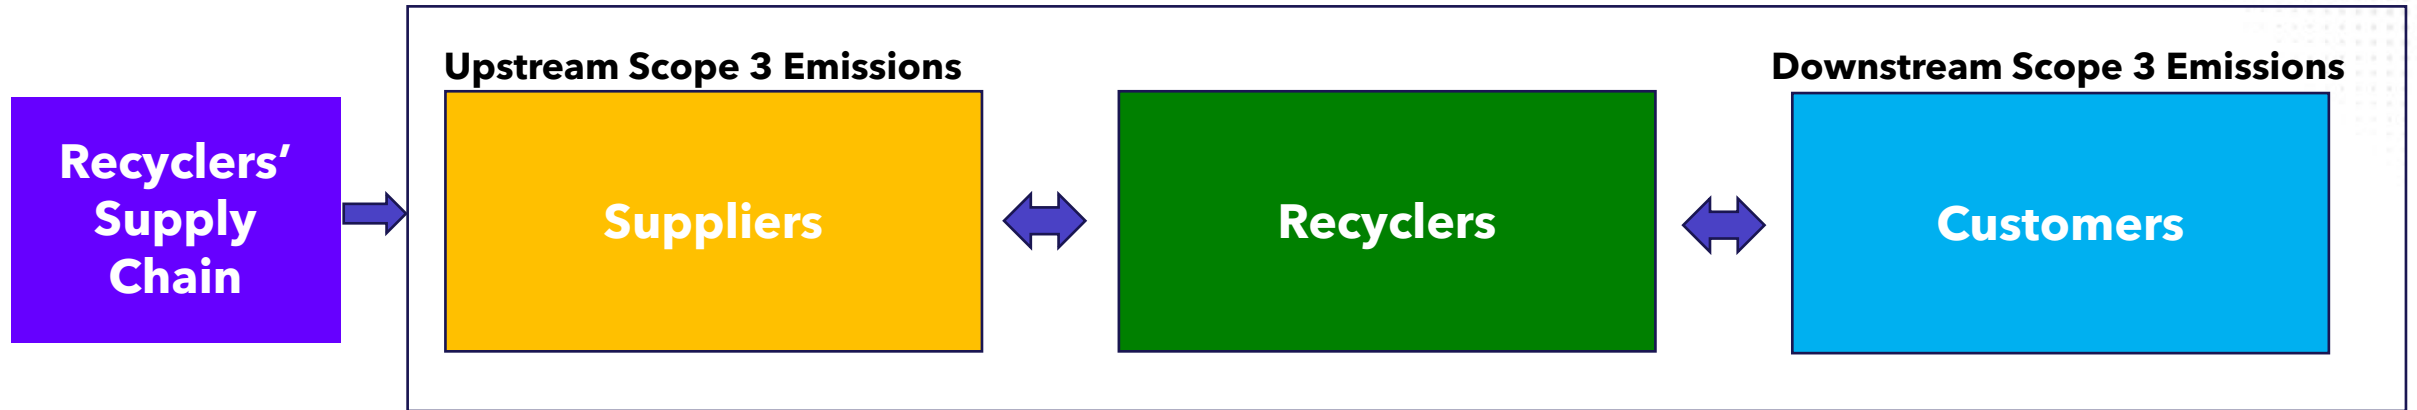 Upstream Scope 3 Emissions
Downstream Scope 3 Emissions
Recyclers’
Supply
Chain
Suppliers
Recyclers
Customers